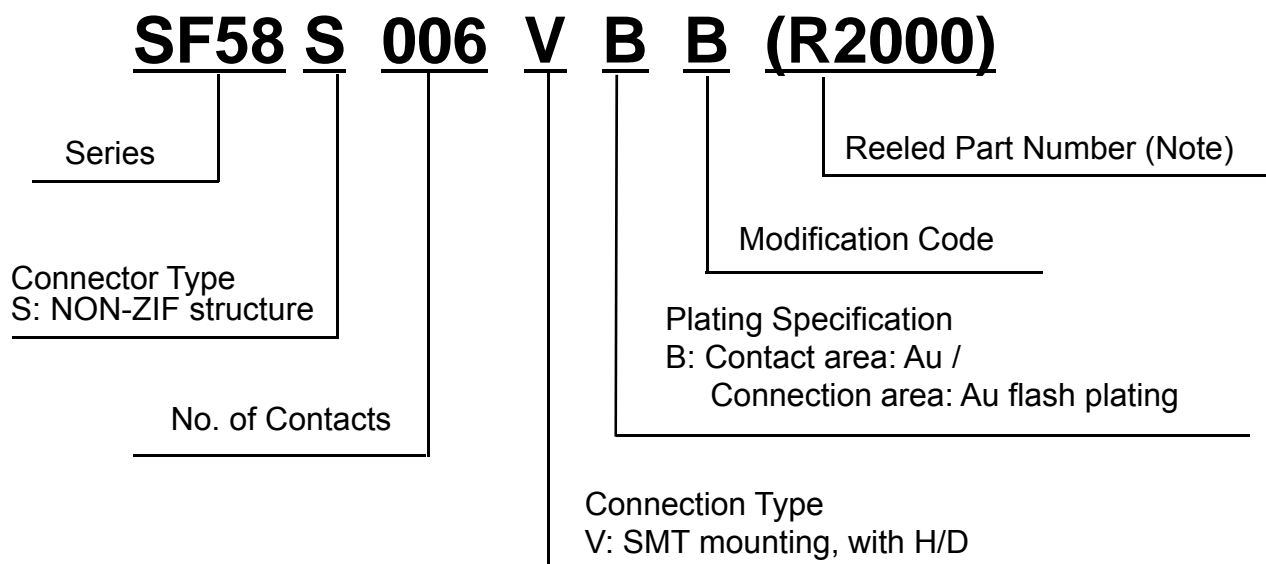 SF58 S 006 V B B (R2000)
Series
Reeled Part Number (Note)
Modification Code
Connector Type
S: NON-ZIF structure
Plating Specification
B: Contact area: Au /
Connection area: Au flash plating
No. of Contacts
Connection Type
V: SMT mounting, with H/D